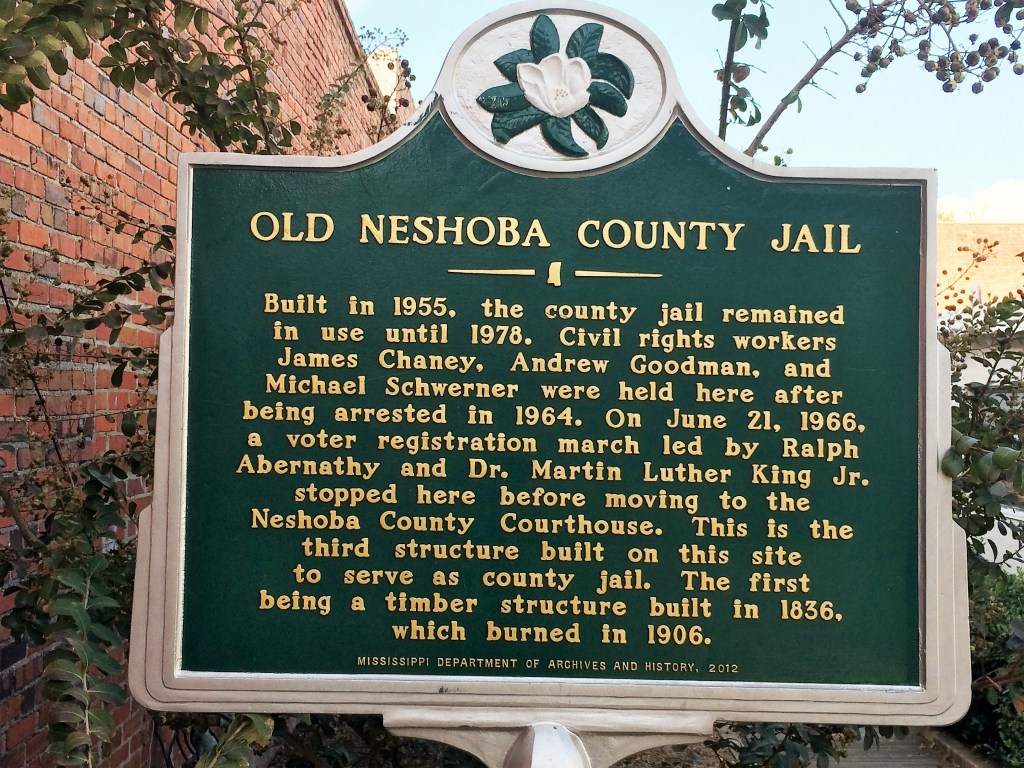 OLD NESHOBA COUNTY JAIL
Built in 1955, the county jail remained
in use until 1978. Civil rights workers
James Chaney, Andrew Goodman, and
Michael Schwerner were held here after
being arrested in 1964. On June 21, 1966,
a voter registration march led by Ralph
Abernathy and Dr. Martin Luther King Jr.
stopped here before moving to the
Neshoba County Courthouse. This is the
third structure built on this site
to serve as county jail. The first
being a timber structure built in 1836,
which burned in 1906.
MISSISSIPPI DEPARTMENT OF ARCHIVES AND HISTORY, 2012